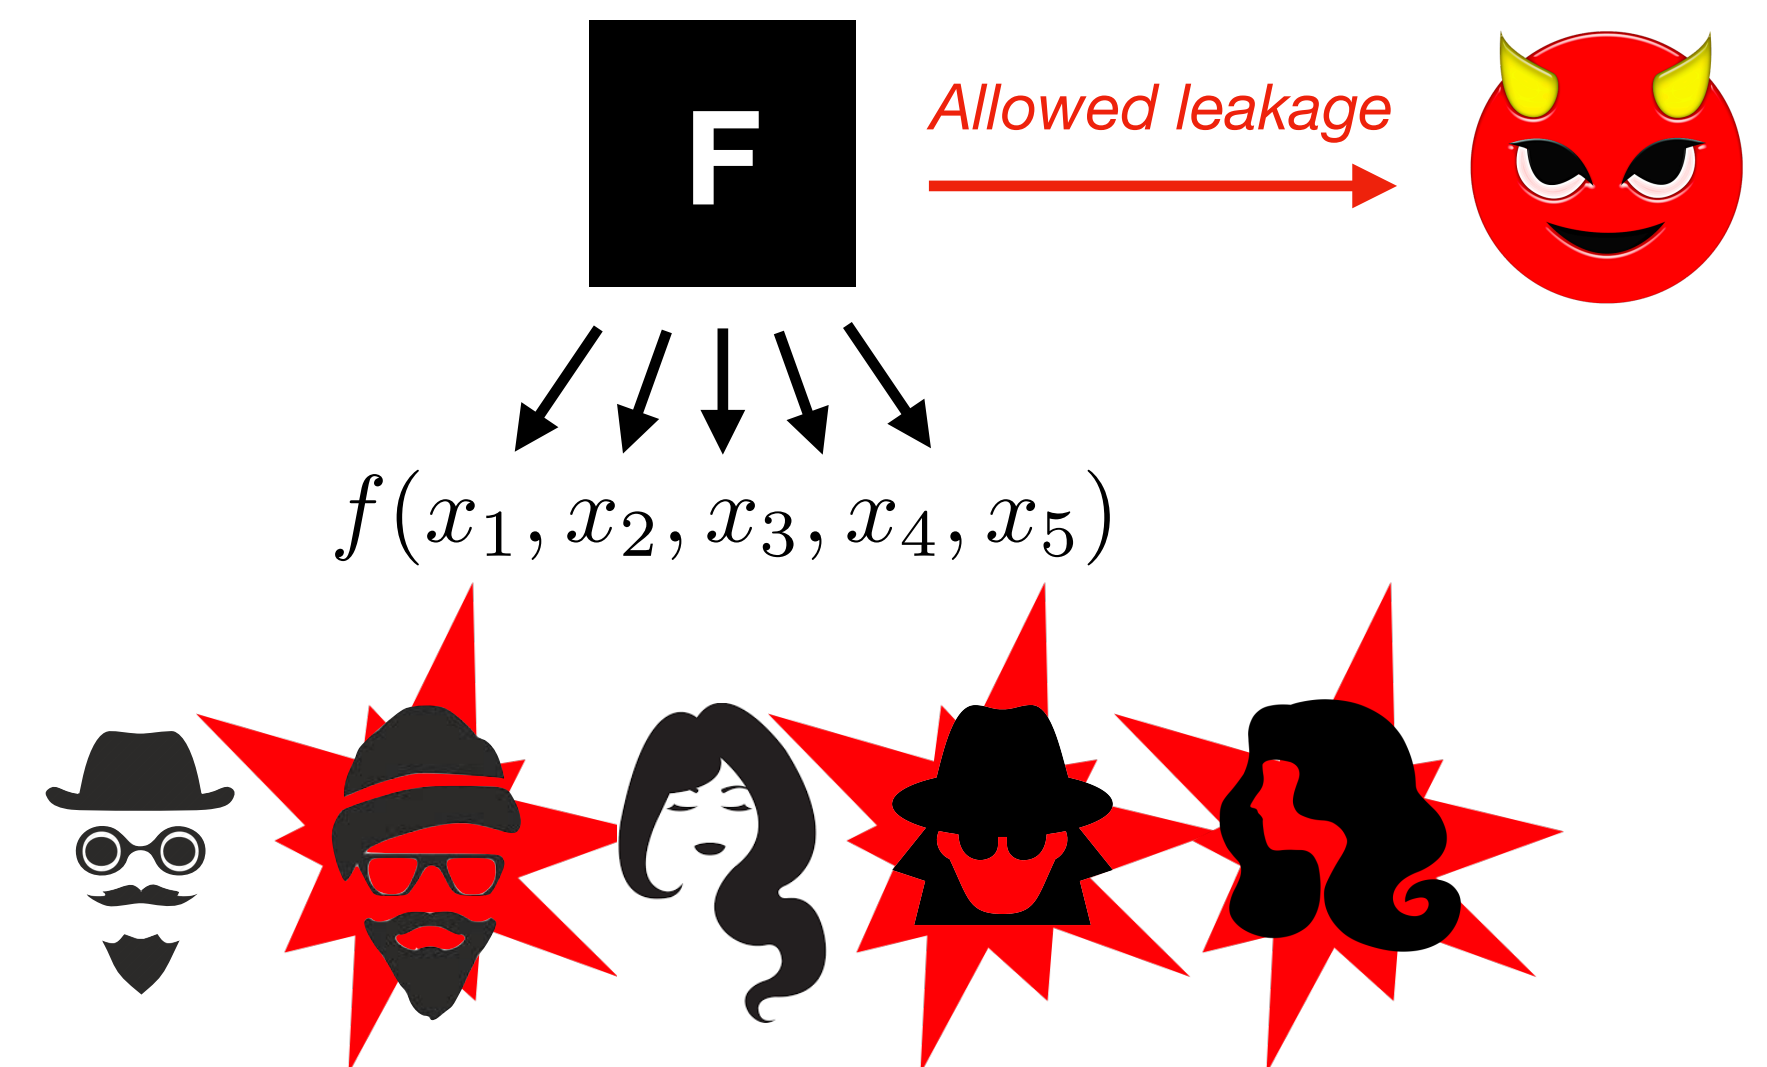 F
Allowed leakage
f(x₁, x₂, x₃, x₄, x₅)